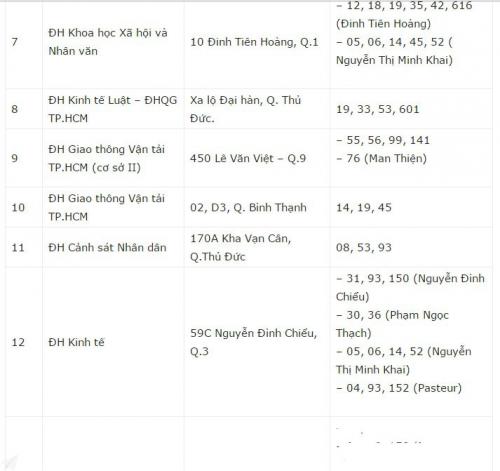 – 12, 18, 19, 35, 42, 616
(Đinh Tiên Hoàng)
– 05, 06, 14, 45, 52 (
Nguyễn Thị Minh Khai)
7
ĐH Khoa học Xã hội và
Nhân văn
10 Đinh Tiên Hoàng, Q.1
8
ĐH Kinh tế Luật – ĐHQG
TP.HCM
Xa lộ Đại hàn, Q. Thủ
Đức.
19, 33, 53, 601
9
ĐH Giao thông Vận tải
TP.HCM (cơ sở II)
450 Lê Văn Việt – Q.9
– 55, 56, 99, 141
– 76 (Man Thiện)
10
ĐH Giao thông Vận tải
TP.HCM
02, D3, Q. Bình Thạnh
14, 19, 45
11
ĐH Cảnh sát Nhân dân
170A Kha Vạn Cân,
Q.Thủ Đức
08, 53, 93
12
ĐH Kinh tế
59C Nguyễn Đình Chiểu,
Q.3
– 31, 93, 150 (Nguyễn Đình
Chiểu)
– 30, 36 (Phạm Ngọc
Thạch)
– 05, 06, 14, 52 (Nguyễn
Thị Minh Khai)
– 04, 93, 152 (Pasteur)